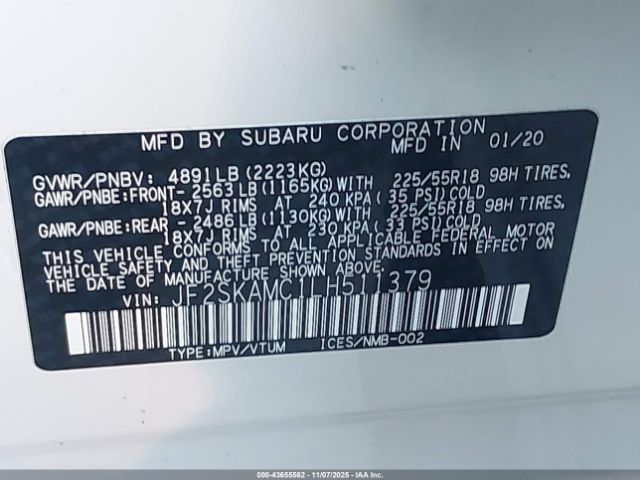 MFD BY SUBARU CORPORATION
MFD IN 01/20
GVWR/PNBV: 4891LB (2223KG)
GAWR/PNBE:FRONT- 2563LB(1165KG)WITH 225/55R18 98H TIRES,
18X7J RIMS AT 240 KPA( 35 PSI)COLD
GAWR/PNBE:REAR - 2486LB(1130KG)WITH 225/55R18 98H TIRES,
18X7J RIMS AT 230 KPA( 33 PSI)COLD
THIS VEHICLE CONFORMS TO ALL APPLICABLE FEDERAL MOTOR
VEHICLE SAFETY AND THEFT PREVENTION STANDARDS IN EFFECT ON
THE DATE OF MANUFACTURE SHOWN ABOVE.
VIN: JF2SKAMC1LH511379
TYPE:MPV/VTUM ICES/NMB-002
000-43655562 - 11/07/2025 - IAA, Inc.